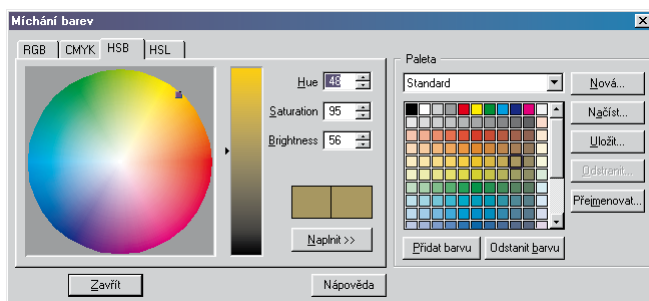 Míchání barev
RGB CMYK HSB HSL
Hue 48
Saturation 95
Brightness 56
Naplnit >>
Zavřít
Nápověda
Paleta
Standard
Nová...
Načíst...
Uložit...
Odstranit...
Přejmenovat...
Přidat barvu
Odstanit barvu